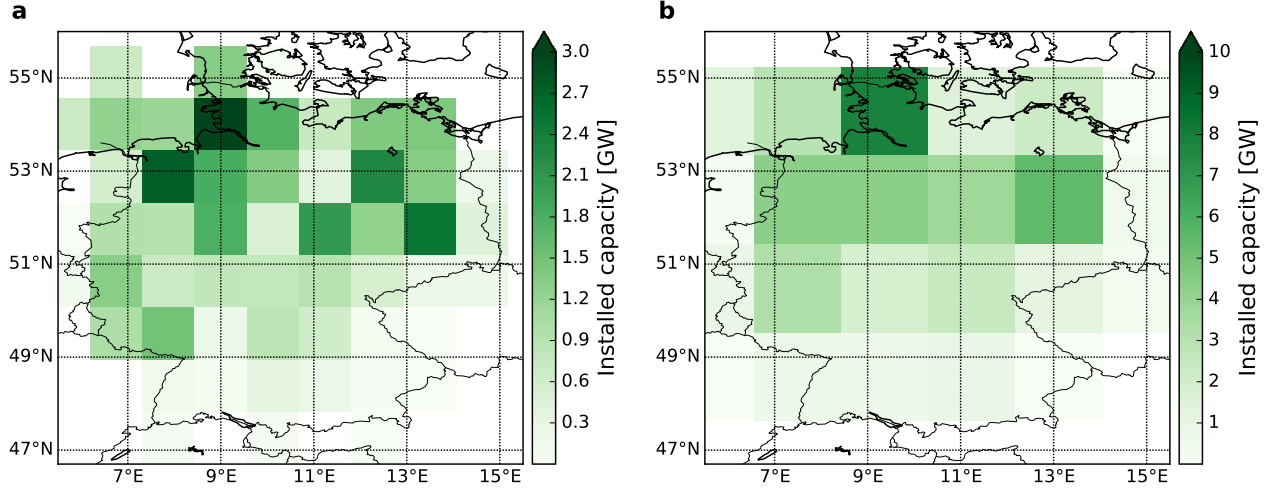 a
55°N
53°N
51°N
49°N
47°N
7°E 9°E 11°E 13°E 15°E
3.0
2.7
2.4
2.1
1.8
1.5
1.2
0.9
0.6
0.3
Installed capacity [GW]
b
55°N
53°N
51°N
49°N
47°N
7°E 9°E 11°E 13°E 15°E
10
9
8
7
6
5
4
3
2
1
Installed capacity [GW]